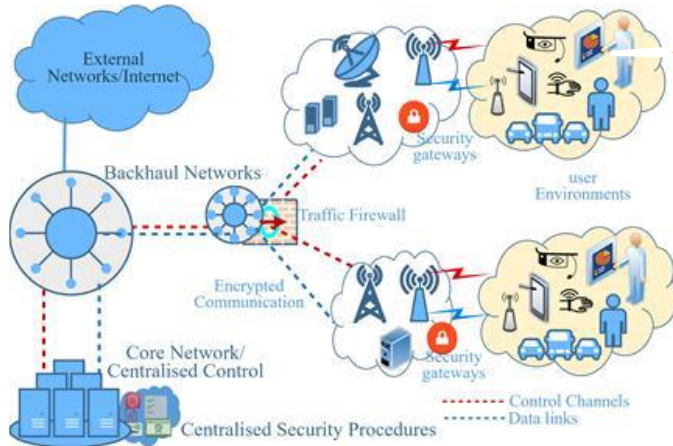 External
Networks/Internet
Backhaul Networks
Security
gateways
user
Environments
Traffic Firewall
Encrypted
Communication
Core Network/
Centralised Control
Security
gateways
Control Channels
Data links
Centralised Security Procedures